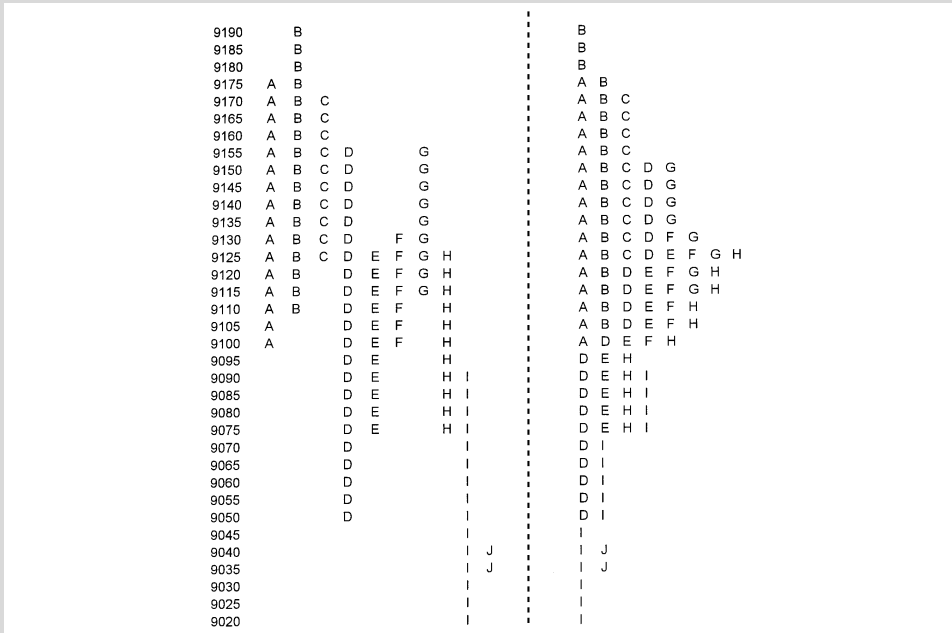 9190 B B
9185 B B
9180 B B
9175 A B A B
9170 A B C A B C
9165 A B C A B C
9160 A B C A B C
9155 A B C D G A B C
9150 A B C D G A B C D G
9145 A B C D G A B C D G
9140 A B C D G A B C D G
9135 A B C D G A B C D G
9130 A B C D F G A B C D F G
9125 A B C D E F G H A B C D E F G H
9120 A B D E F G H A B D E F G H
9115 A B D E F G H A B D E F G H
9110 A B D E F H A B D E F H
9105 A D E F H A B D E F H
9100 A D E F H A D E F H
9095 D E H D E H
9090 D E H I D E H I
9085 D E H I D E H I
9080 D E H I D E H I
9075 D E H I D E H I
9070 D I D I
9065 D I D I
9060 D I D I
9055 D I D I
9050 D I D I
9045 I I
9040 I J I J
9035 I J I J
9030 I I
9025 I I
9020 I I